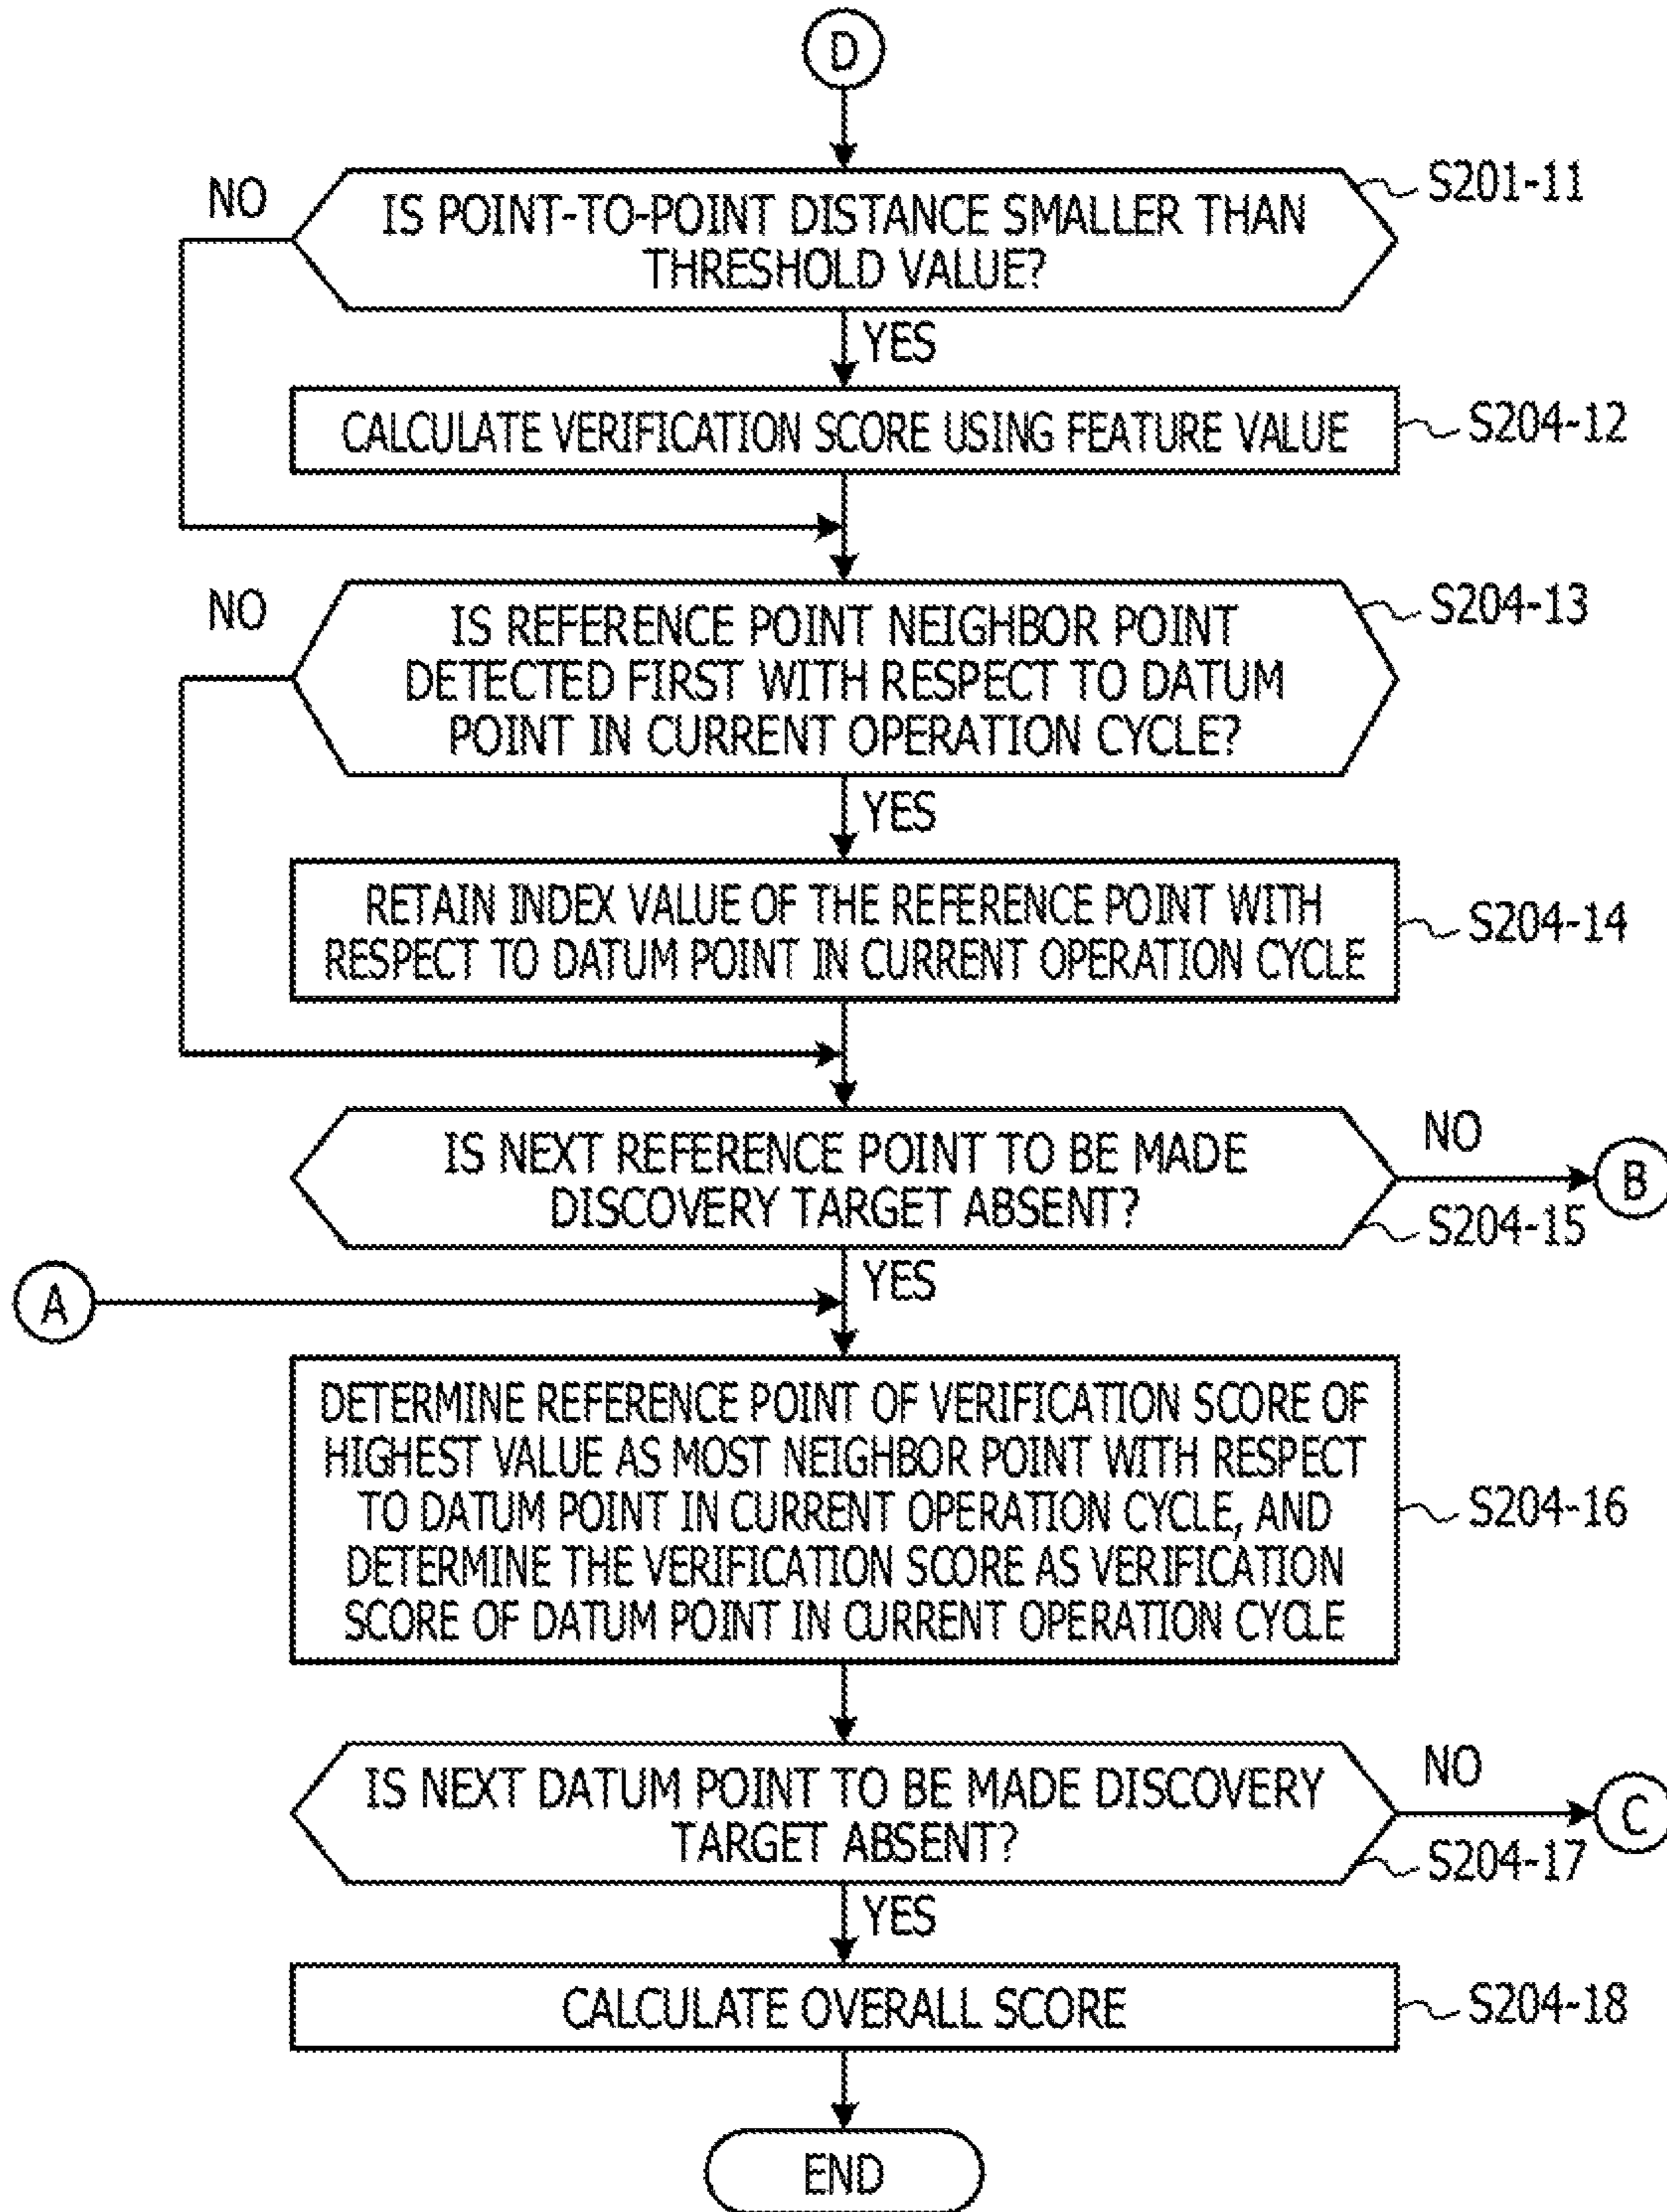 D
NO
IS POINT-TO-POINT DISTANCE SMALLER THAN
THRESHOLD VALUE?
S201-11
YES
CALCULATE VERIFICATION SCORE USING FEATURE VALUE
S204-12
NO
IS REFERENCE POINT NEIGHBOR POINT
DETECTED FIRST WITH RESPECT TO DATUM
POINT IN CURRENT OPERATION CYCLE?
S204-13
YES
RETAIN INDEX VALUE OF THE REFERENCE POINT WITH
RESPECT TO DATUM POINT IN CURRENT OPERATION CYCLE
S204-14
IS NEXT REFERENCE POINT TO BE MADE
DISCOVERY TARGET ABSENT?
NO
B
S204-15
YES
A
DETERMINE REFERENCE POINT OF VERIFICATION SCORE OF
HIGHEST VALUE AS MOST NEIGHBOR POINT WITH RESPECT
TO DATUM POINT IN CURRENT OPERATION CYCLE, AND
DETERMINE THE VERIFICATION SCORE AS VERIFICATION
SCORE OF DATUM POINT IN CURRENT OPERATION CYCLE
S204-16
IS NEXT DATUM POINT TO BE MADE DISCOVERY
TARGET ABSENT?
NO
C
S204-17
YES
CALCULATE OVERALL SCORE
S204-18
END